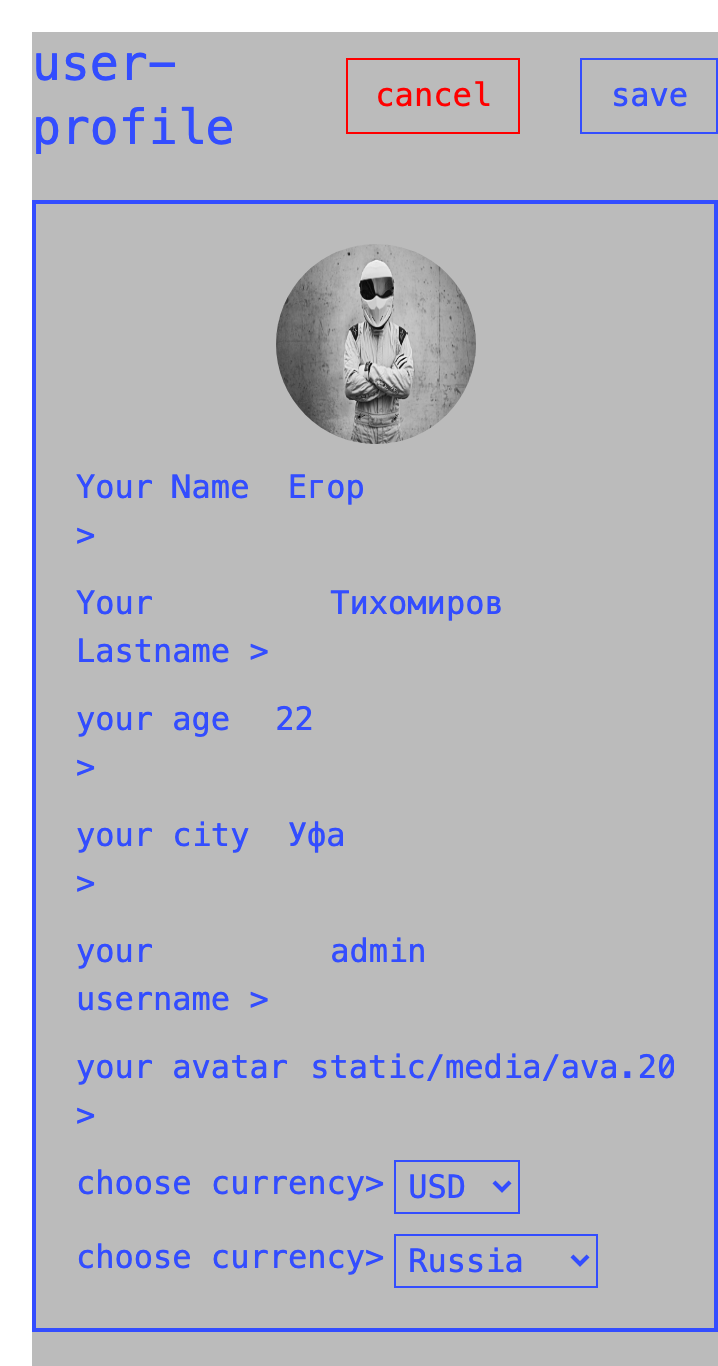 user-
profile
cancel
save
Your Name Егор
>
Your Тихомиров
Lastname >
your age 22
>
your city Уфа
>
your admin
username >
your avatar static/media/ava.20
>
choose currency> USD
choose currency> Russia